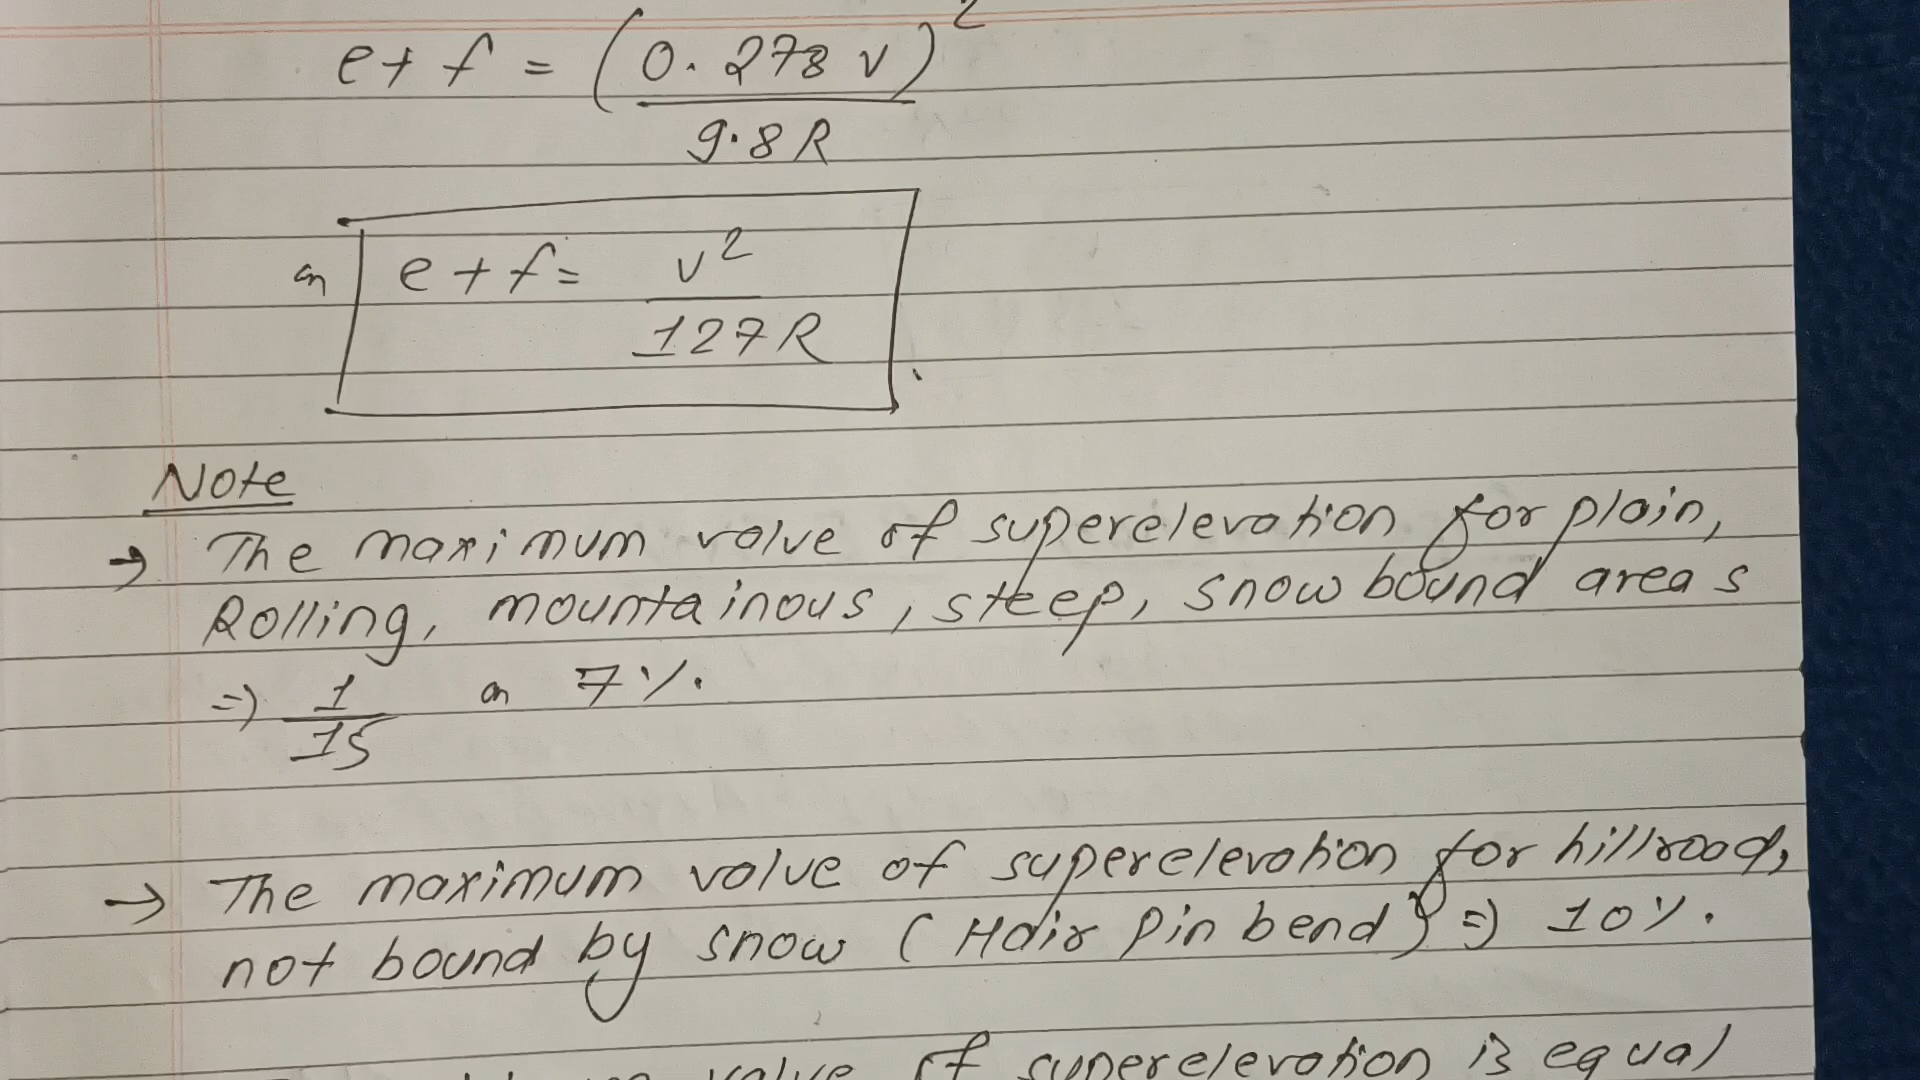 e + f = (0.278 v)²
9.8 R
or e + f = v²
127R
Note
→ The maximum value of superelevation for plain,
Rolling, mountainous, steep, snow bound areas
⇒ 1/15 or 7%.
→ The maximum value of superelevation for hillroad,
not bound by snow (Hair pin bend} ⇒ 10%.
value of superelevation is equal